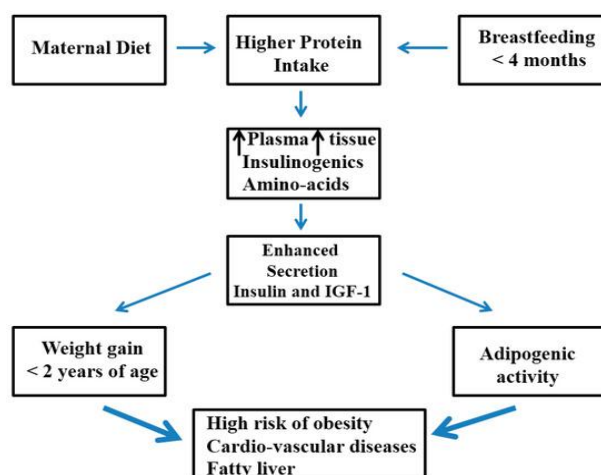 Maternal Diet
Higher Protein
Intake
Breastfeeding
< 4 months
Plasma tissue
Insulinogenics
Amino-acids
Enhanced
Secretion
Insulin and IGF-1
Weight gain
< 2 years of age
Adipogenic
activity
High risk of obesity
Cardio-vascular diseases
Fatty liver